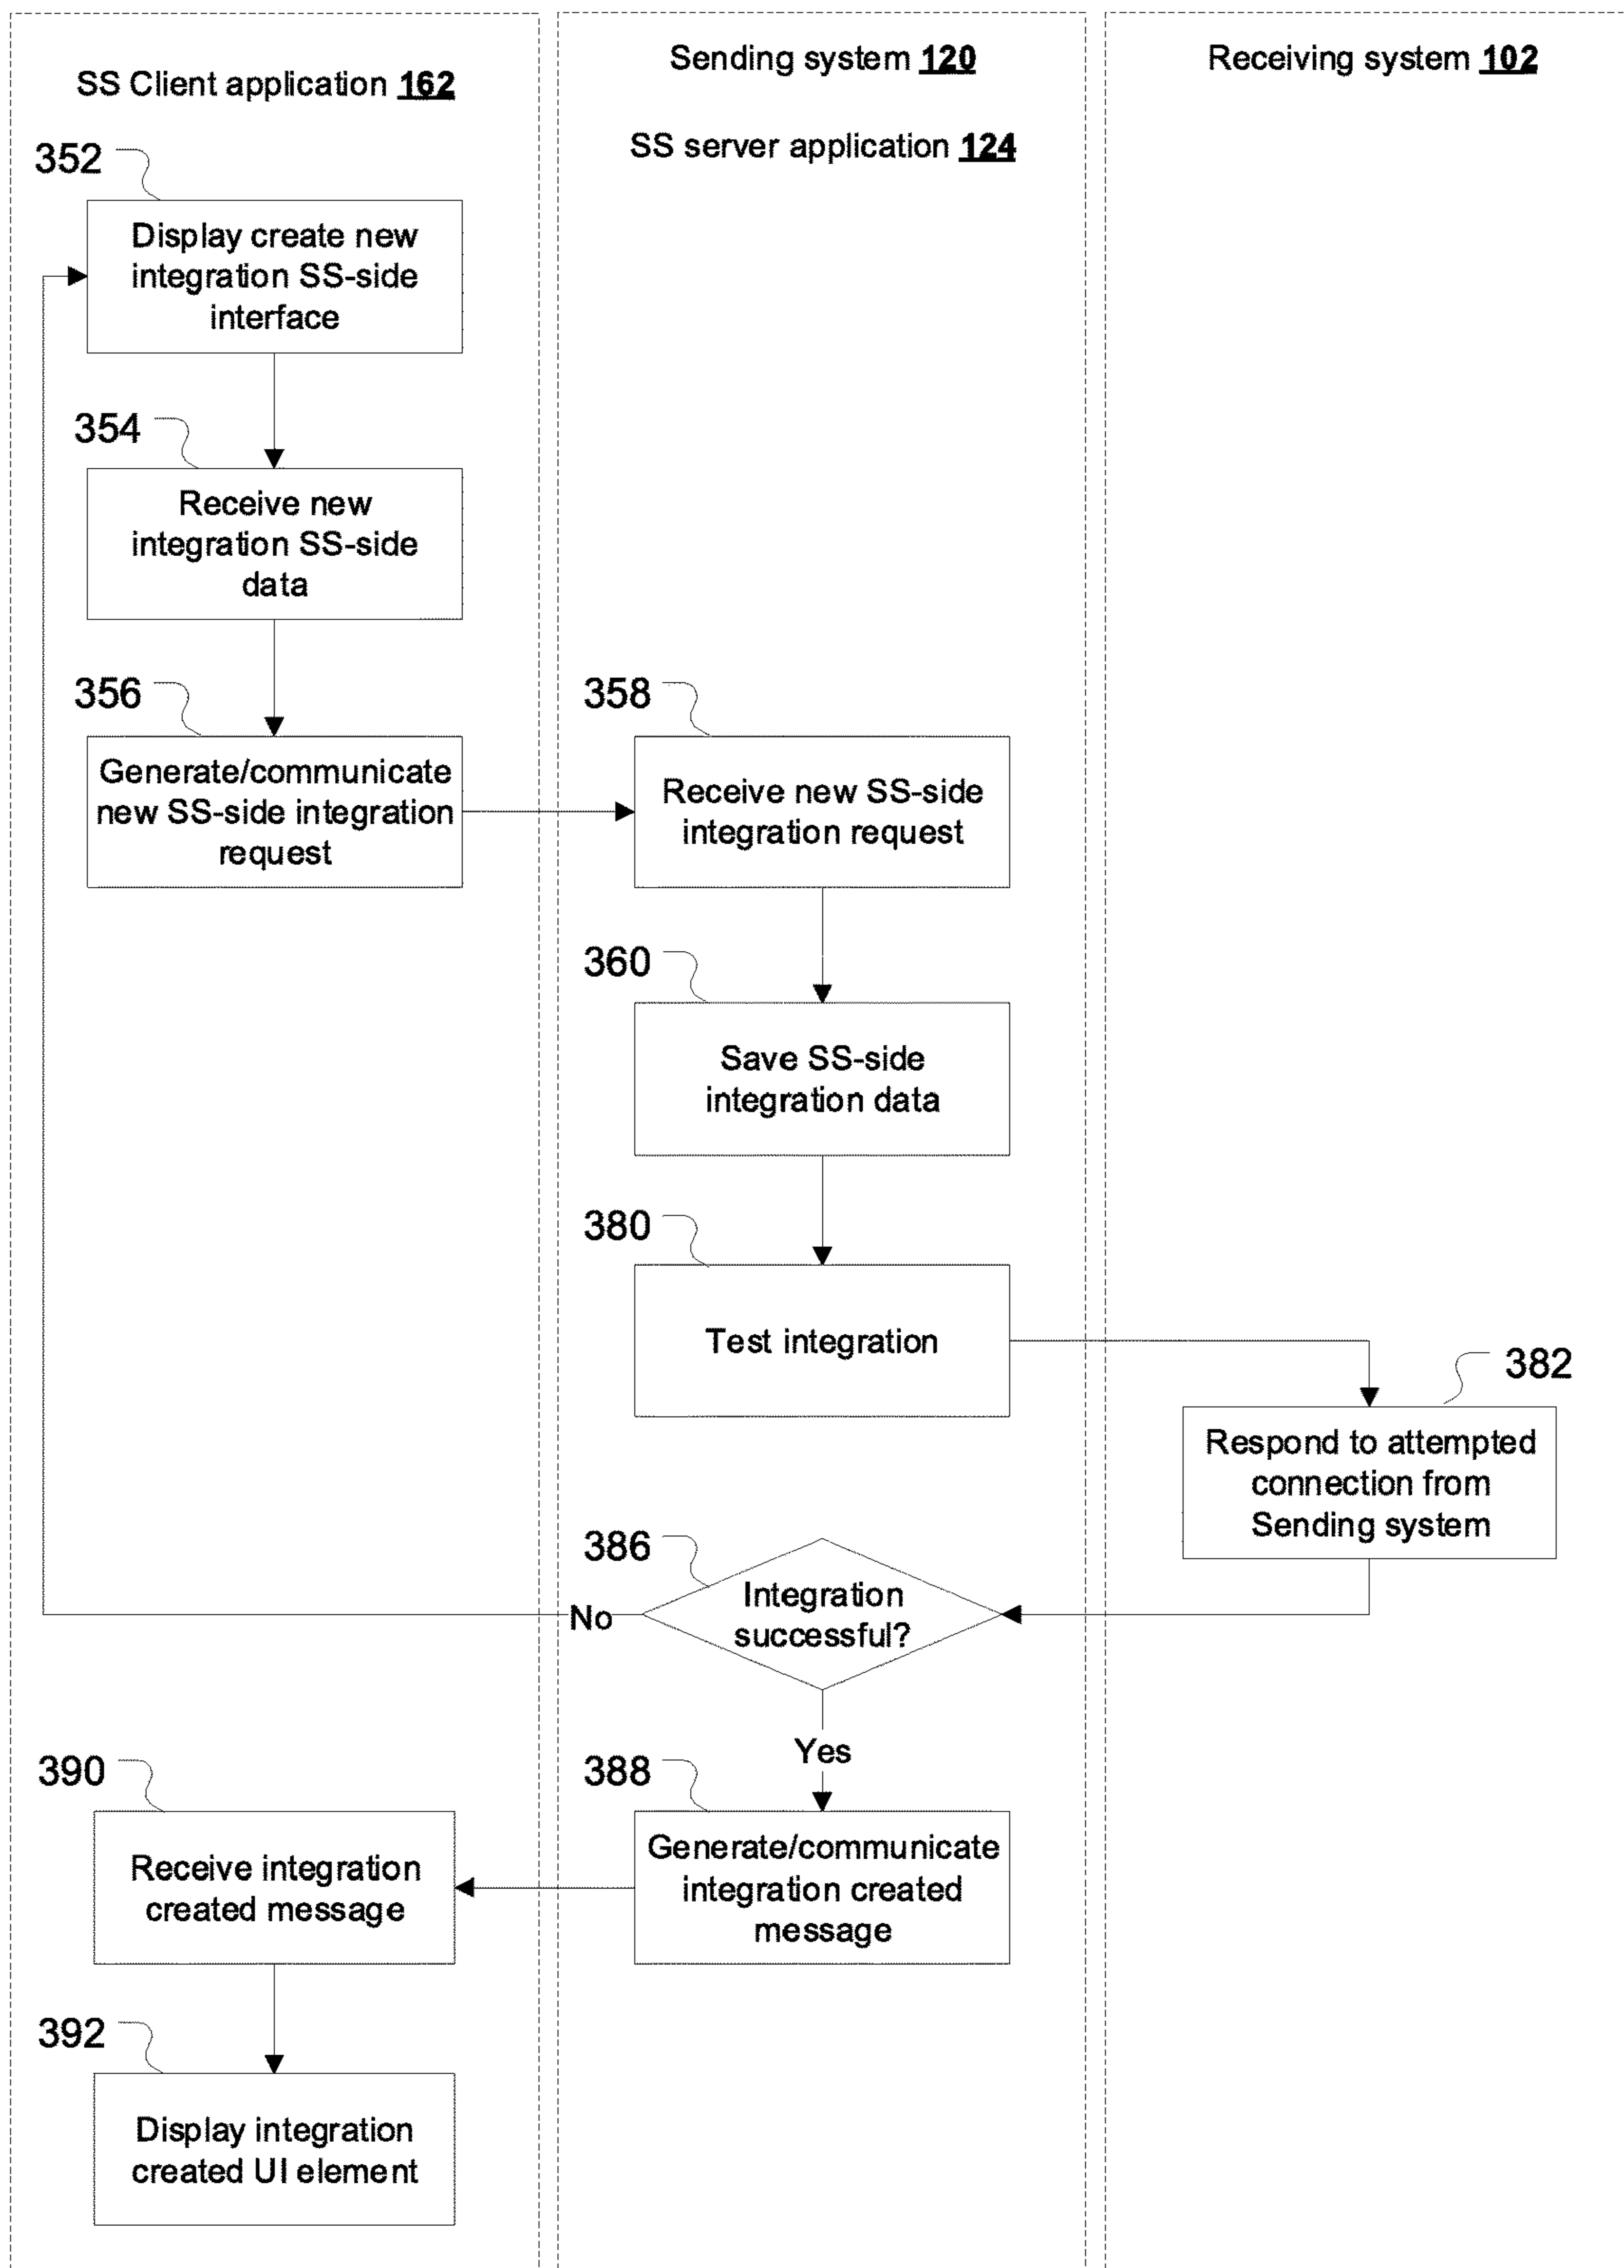 SS Client application 162
Sending system 120
SS server application 124
Receiving system 102
352
Display create new
integration SS-side
interface
354
Receive new
integration SS-side
data
356
Generate/communicate
new SS-side integration
request
358
Receive new SS-side
integration request
360
Save SS-side
integration data
380
Test integration
382
Respond to attempted
connection from
Sending system
386
Integration
successful?
No
Yes
388
Generate/communicate
integration created
message
390
Receive integration
created message
392
Display integration
created UI element